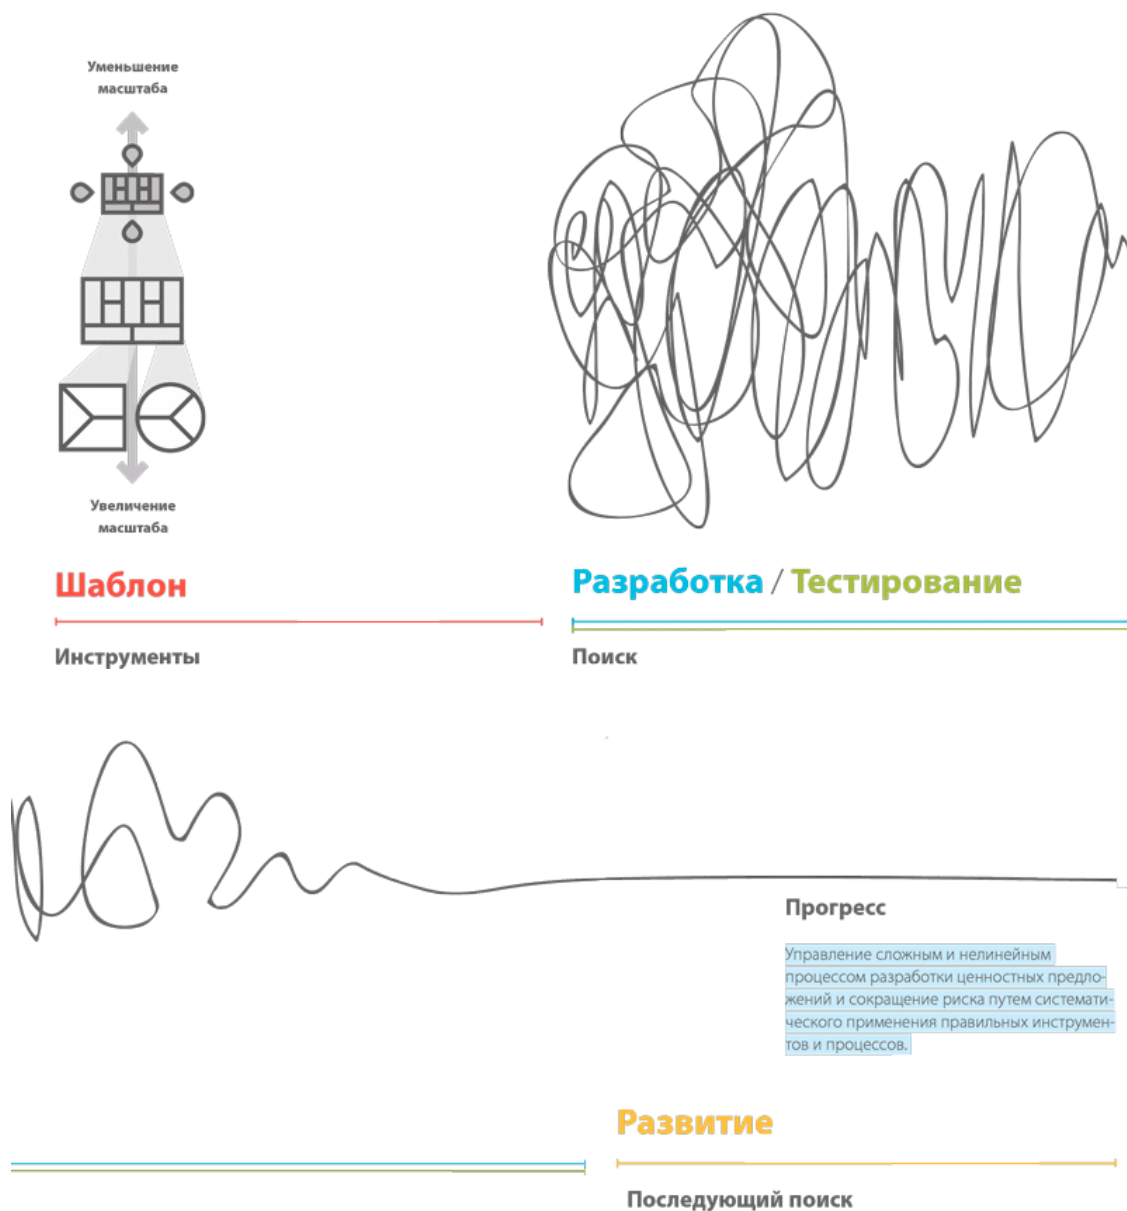 Уменьшение
масштаба
Увеличение
масштаба
Шаблон
Разработка / Тестирование
Инструменты
Поиск
Прогресс
Управление сложным и нелинейным
процессом разработки ценностных предло-
жений и сокращение риска путем системати-
ческого применения правильных инструмен-
тов и процессов.
Развитие
Последующий поиск